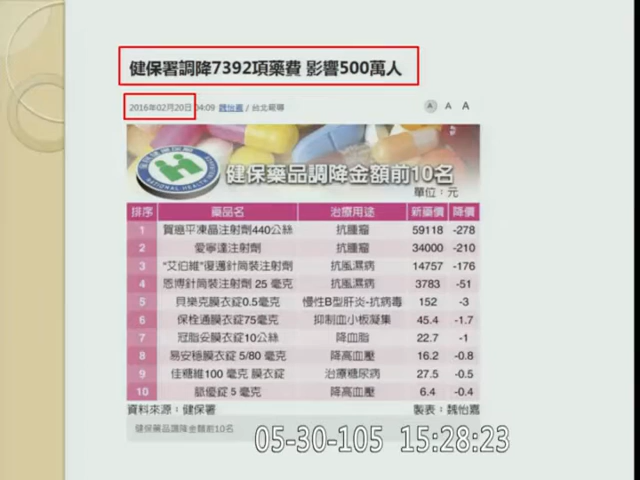 健保署調降7392項藥費 影響500萬人
2016年02月20日 04:09 魏怡嘉 / 台北報導
A A A
NATIONAL HEALTH
健保藥品調降金額前10名
單位：元
排序 藥品名 治療用途 新藥價 降價
1 賀癌平凍晶注射劑440公絲 抗腫瘤 59118 -278
2 愛寧達注射劑 抗腫瘤 34000 -210
3 “艾伯維”復邁針筒裝注射劑 抗風濕病 14757 -176
4 恩博針筒裝注射劑 25 毫克 抗風濕病 3783 -51
5 貝樂克膜衣錠0.5毫克 慢性B型肝炎-抗病毒 152 -3
6 保栓通膜衣錠75毫克 抑制血小板凝集 45.4 -1.7
7 冠脂妥膜衣錠10公絲 降血脂 22.7 -1
8 易安穩膜衣錠 5/80 毫克 降高血壓 16.2 -0.8
9 佳糖維100 毫克 膜衣錠 治療糖尿病 27.5 -0.5
10 脈優錠 5 毫克 降高血壓 6.4 -0.4
資料來源：健保署 製表：魏怡嘉
健保藥品調降金額前10名
05-30-105 15:28:23